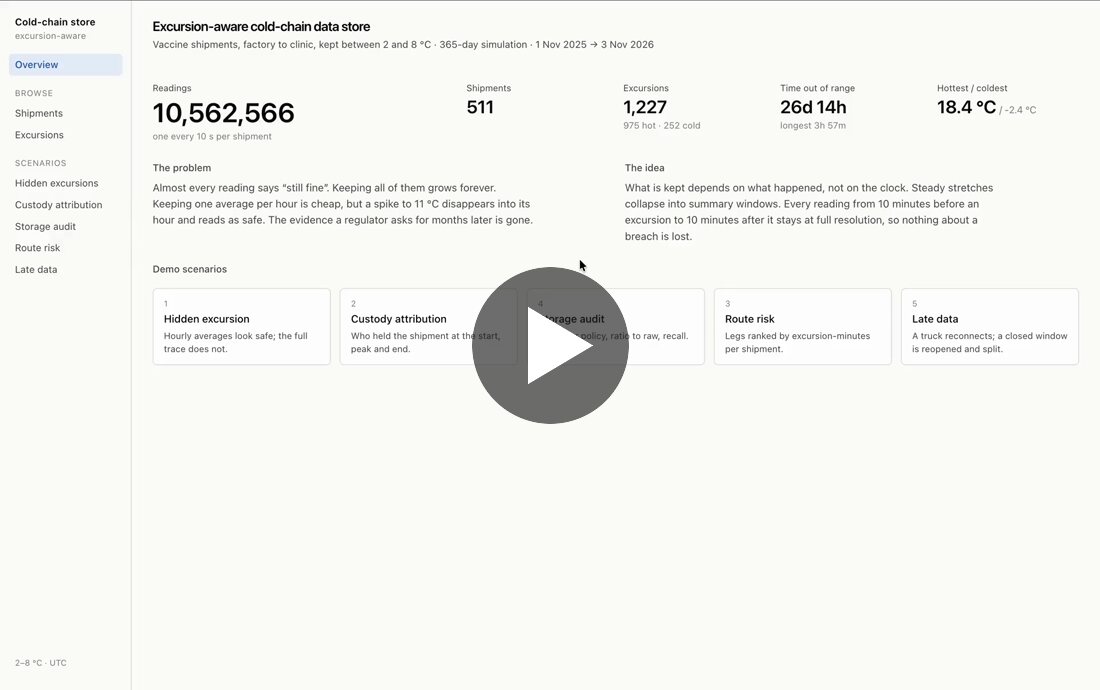 Cold-chain store
excursion-aware
Overview
BROWSE
Shipments
Excursions
SCENARIOS
Hidden excursions
Custody attribution
Storage audit
Route risk
Late data
2–8 °C · UTC
Excursion-aware cold-chain data store
Vaccine shipments, factory to clinic, kept between 2 and 8 °C · 365-day simulation · 1 Nov 2025 → 3 Nov 2026
Readings
10,562,566
one every 10 s per shipment
Shipments
511
Excursions
1,227
975 hot · 252 cold
Time out of range
26d 14h
longest 3h 57m
Hottest / coldest
18.4 °C / -2.4 °C
The problem
Almost every reading says “still fine”. Keeping all of them grows forever.
Keeping one average per hour is cheap, but a spike to 11 °C disappears into its
hour and reads as safe. The evidence a regulator asks for months later is gone.
The idea
What is kept depends on what happened, not on the clock. Steady stretches
collapse into summary windows. Every reading from 10 minutes before an
excursion to 10 minutes after it stays at full resolution, so nothing about a
breach is lost.
Demo scenarios
1
Hidden excursion
Hourly averages look safe; the full
trace does not.
2
Custody attribution
Who held the shipment at the start,
peak and end.
4
Storage audit
policy, ratio to raw, recall.
3
Route risk
Legs ranked by excursion-minutes
per shipment.
5
Late data
A truck reconnects; a closed window
is reopened and split.